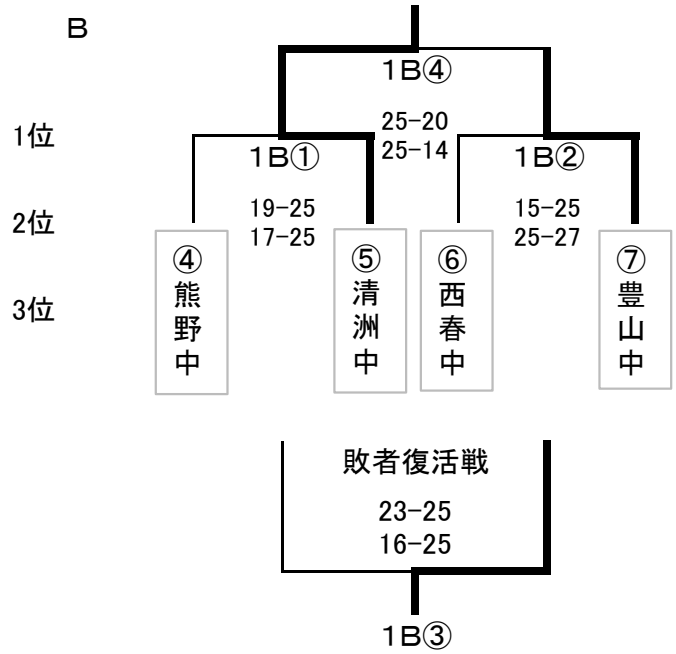 B
1B④
1位
25-20
25-14
1B①
1B②
2位
19-25
17-25
15-25
25-27
3位
④熊野中
⑤清洲中
⑥西春中
⑦豊山中
敗者復活戦
23-25
16-25
1B③